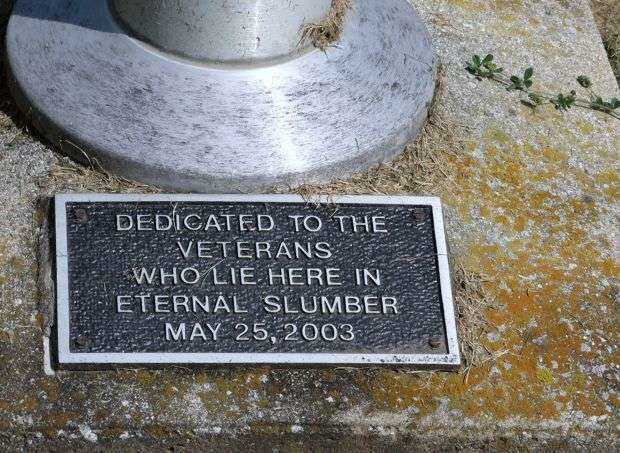 DEDICATED TO THE
VETERANS
WHO LIE HERE IN
ETERNAL SLUMBER
MAY 25, 2003